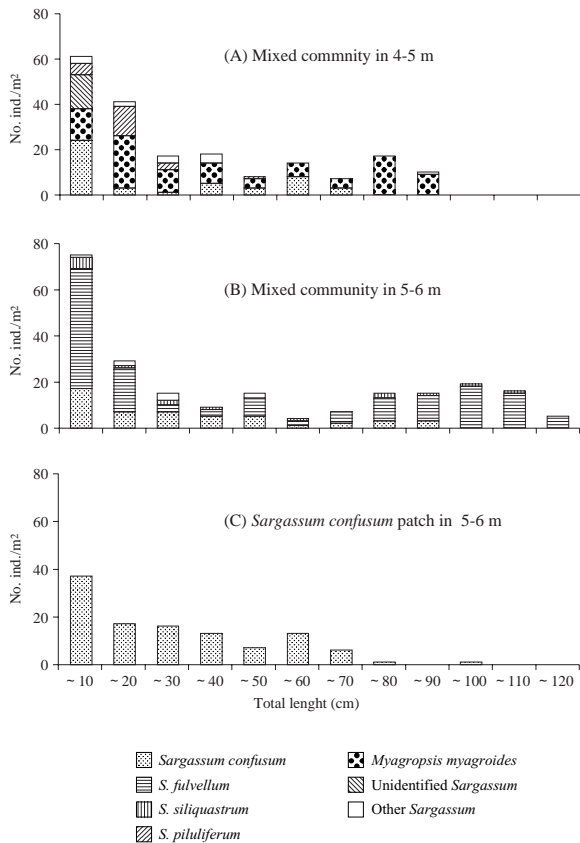 80
60
40
20
0
No. ind./m²
(A) Mixed commnity in 4-5 m
80
60
40
20
0
No. ind./m²
(B) Mixed community in 5-6 m
80
60
40
20
0
No. ind./m²
(C) Sargassum confusum patch in 5-6 m
~ 10 ~ 20 ~ 30 ~ 40 ~ 50 ~ 60 ~ 70 ~ 80 ~ 90 ~ 100 ~ 110 ~ 120
Total lenght (cm)
Sargassum confusum
S. fulvellum
S. siliquastrum
S. piluliferum
Myagropsis myagroides
Unidentified Sargassum
Other Sargassum